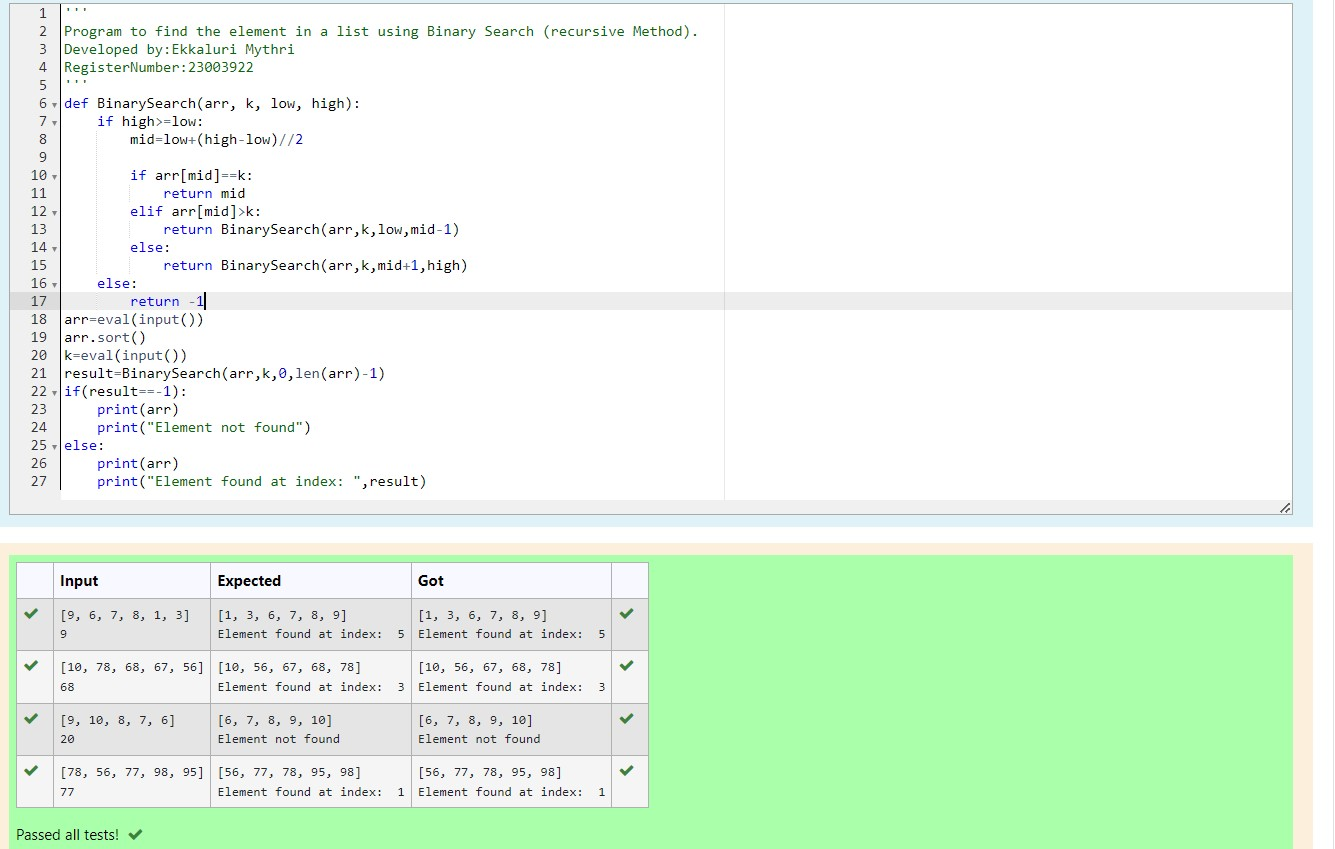 1 '''
2 Program to find the element in a list using Binary Search (recursive Method).
3 Developed by:Ekkaluri Mythri
4 RegisterNumber:23003922
5 '''
6 def BinarySearch(arr, k, low, high):
7     if high>=low:
8         mid=low+(high-low)//2
9
10         if arr[mid]==k:
11             return mid
12         elif arr[mid]>k:
13             return BinarySearch(arr,k,low,mid-1)
14         else:
15             return BinarySearch(arr,k,mid+1,high)
16     else:
17         return -1
18 arr=eval(input())
19 arr.sort()
20 k=eval(input())
21 result=BinarySearch(arr,k,0,len(arr)-1)
22 if(result==-1):
23     print(arr)
24     print("Element not found")
25 else:
26     print(arr)
27     print("Element found at index: ",result)
Input Expected Got
[9, 6, 7, 8, 1, 3] [1, 3, 6, 7, 8, 9] [1, 3, 6, 7, 8, 9]
9 Element found at index:  5 Element found at index:  5
[10, 78, 68, 67, 56] [10, 56, 67, 68, 78] [10, 56, 67, 68, 78]
68 Element found at index:  3 Element found at index:  3
[9, 10, 8, 7, 6] [6, 7, 8, 9, 10] [6, 7, 8, 9, 10]
20 Element not found Element not found
[78, 56, 77, 98, 95] [56, 77, 78, 95, 98] [56, 77, 78, 95, 98]
77 Element found at index:  1 Element found at index:  1
Passed all tests!